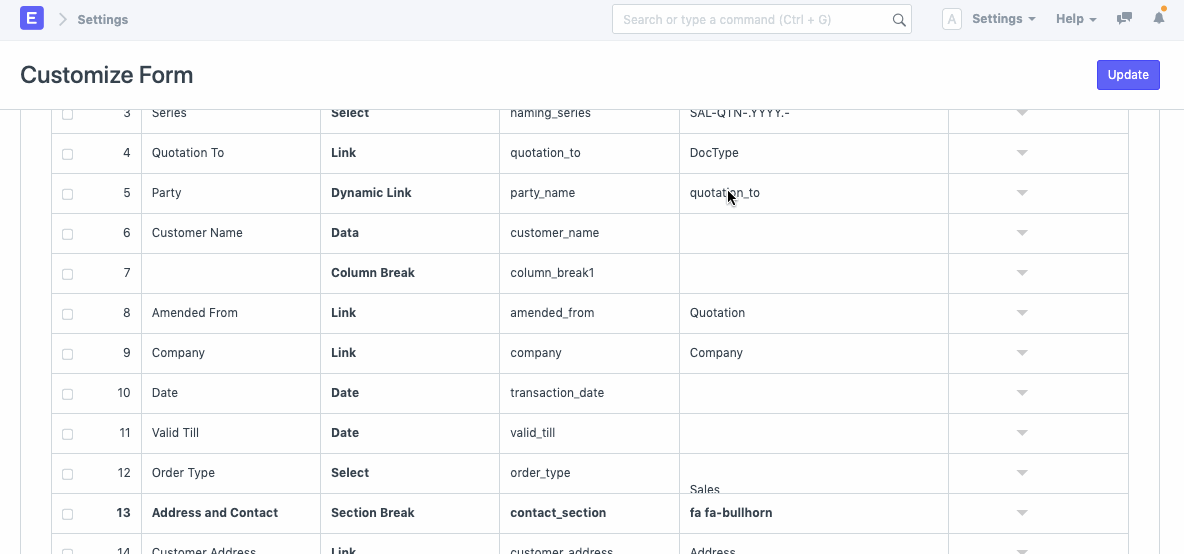 E Settings Search or type a command (Ctrl + G) A Settings Help
Customize Form Update
3 Series Select naming_series SAL-QTN-.YYYY.-
4 Quotation To Link quotation_to DocType
5 Party Dynamic Link party_name quotation_to
6 Customer Name Data customer_name
7 Column Break column_break1
8 Amended From Link amended_from Quotation
9 Company Link company Company
10 Date Date transaction_date
11 Valid Till Date valid_till
12 Order Type Select order_type
Sales
13 Address and Contact Section Break contact_section fa fa-bullhorn
14 Customer Address Link customer_address Address